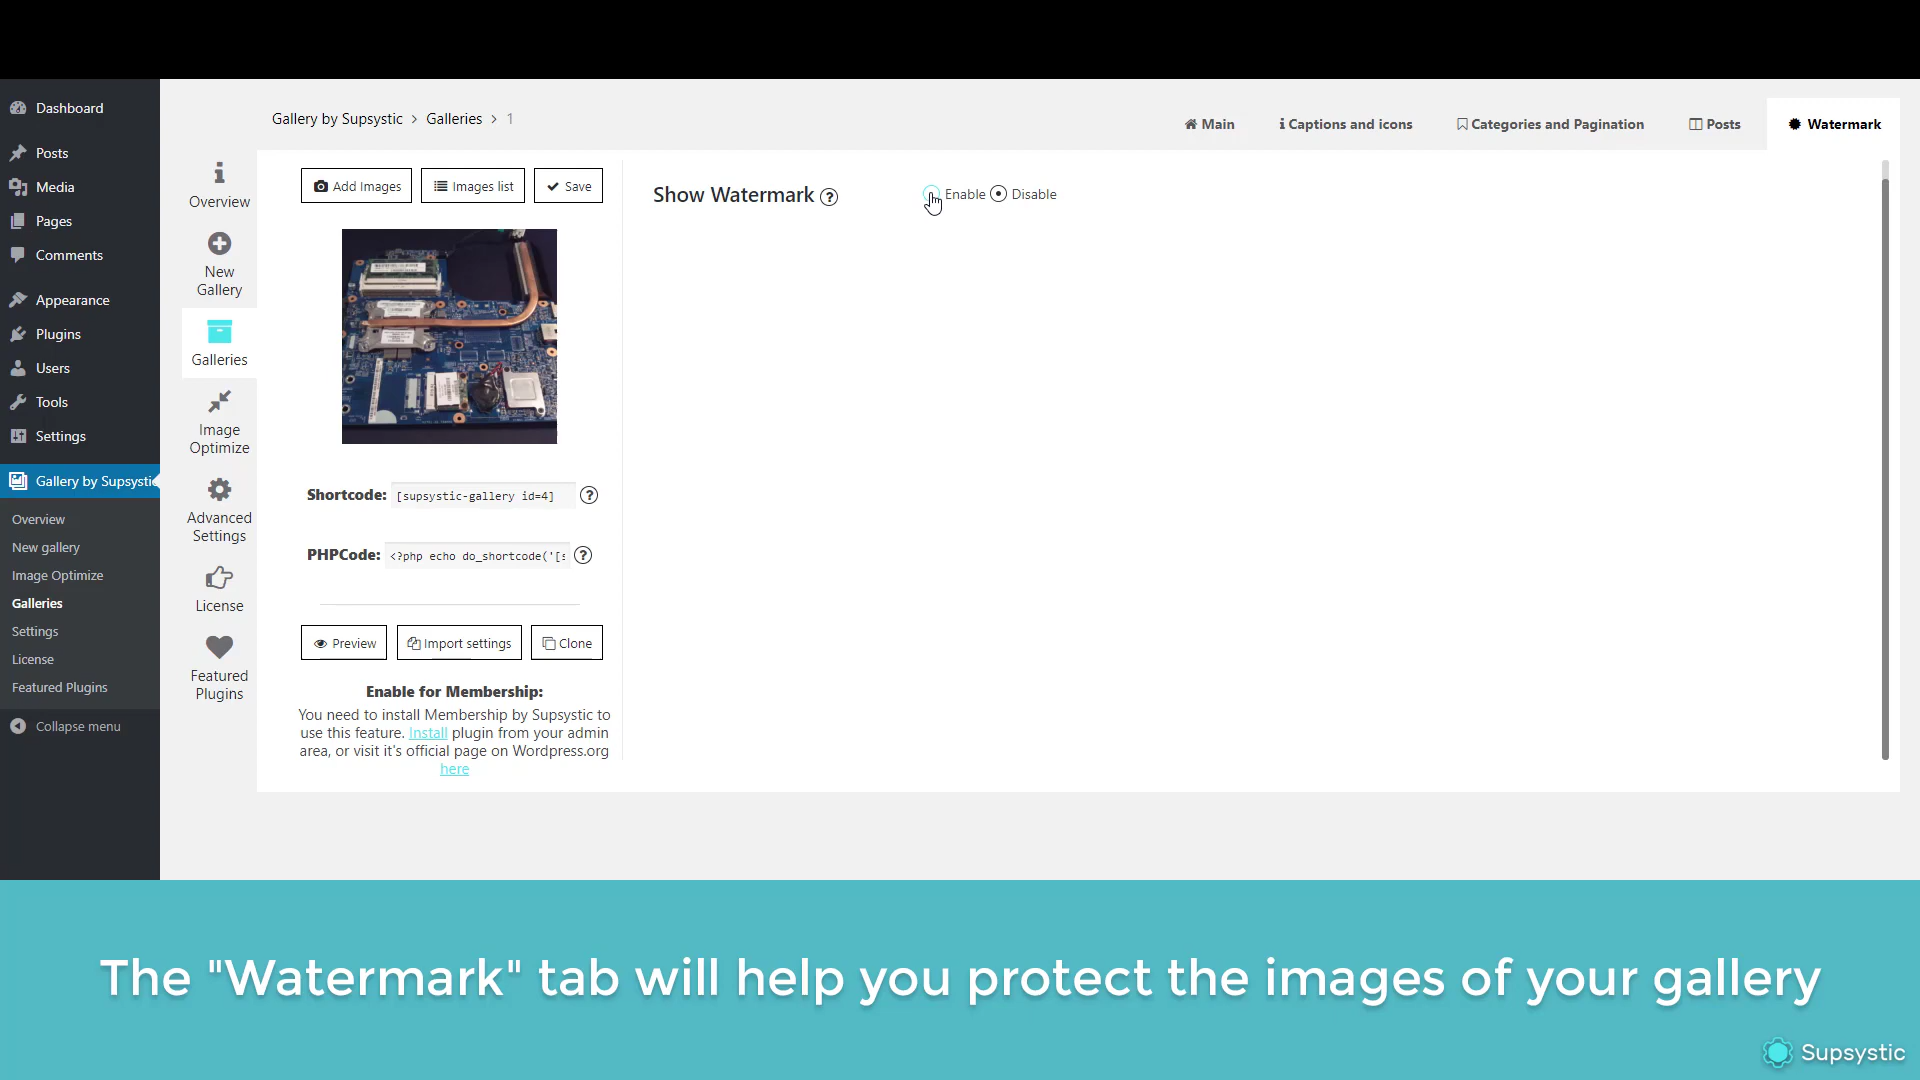 Dashboard
Posts
Media
Pages
Comments
Appearance
Plugins
Users
Tools
Settings
Gallery by Supsystic
Overview
New gallery
Image Optimize
Galleries
Settings
License
Featured Plugins
Collapse menu
Overview
New
Gallery
Galleries
Image
Optimize
Advanced
Settings
License
Featured
Plugins
Gallery by Supsystic > Galleries > 1
Main
Captions and icons
Categories and Pagination
Posts
Watermark
Add Images
Images list
Save
Shortcode: [supsystic-gallery id=4] ?
PHPCode: <?php echo do_shortcode('[s ?
Preview
Import settings
Clone
Enable for Membership:
You need to install Membership by Supsystic to
use this feature. Install plugin from your admin
area, or visit it's official page on Wordpress.org
here
Show Watermark ?
Enable
Disable
The "Watermark" tab will help you protect the images of your gallery
Supsystic